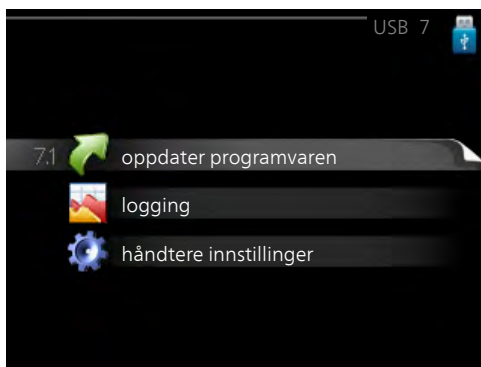 USB 7
7.1 oppdater programvaren
logging
håndtere innstillinger